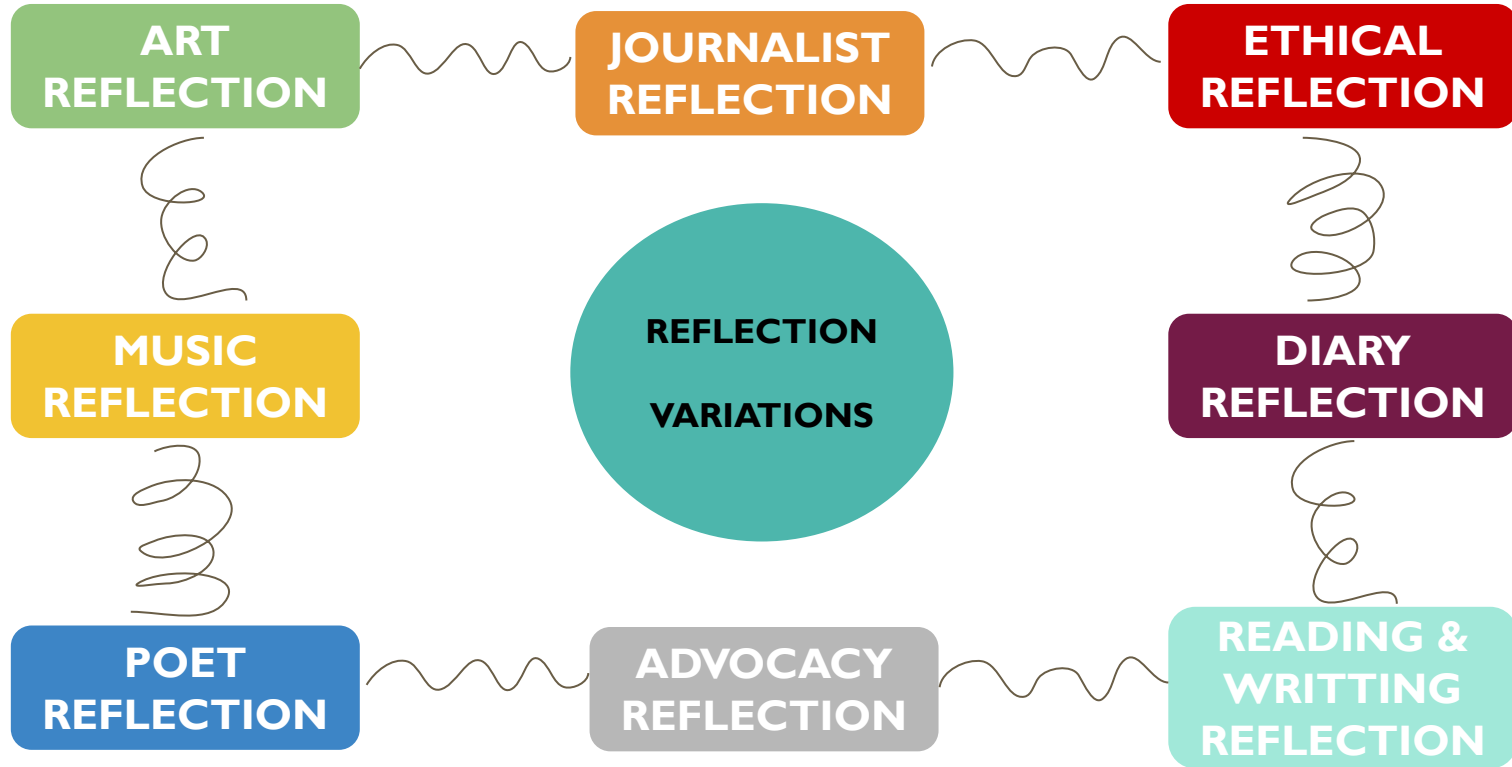 ART
REFLECTION
JOURNALIST
REFLECTION
ETHICAL
REFLECTION
MUSIC
REFLECTION
REFLECTION
VARIATIONS
DIARY
REFLECTION
POET
REFLECTION
ADVOCACY
REFLECTION
READING &
WRITTING
REFLECTION